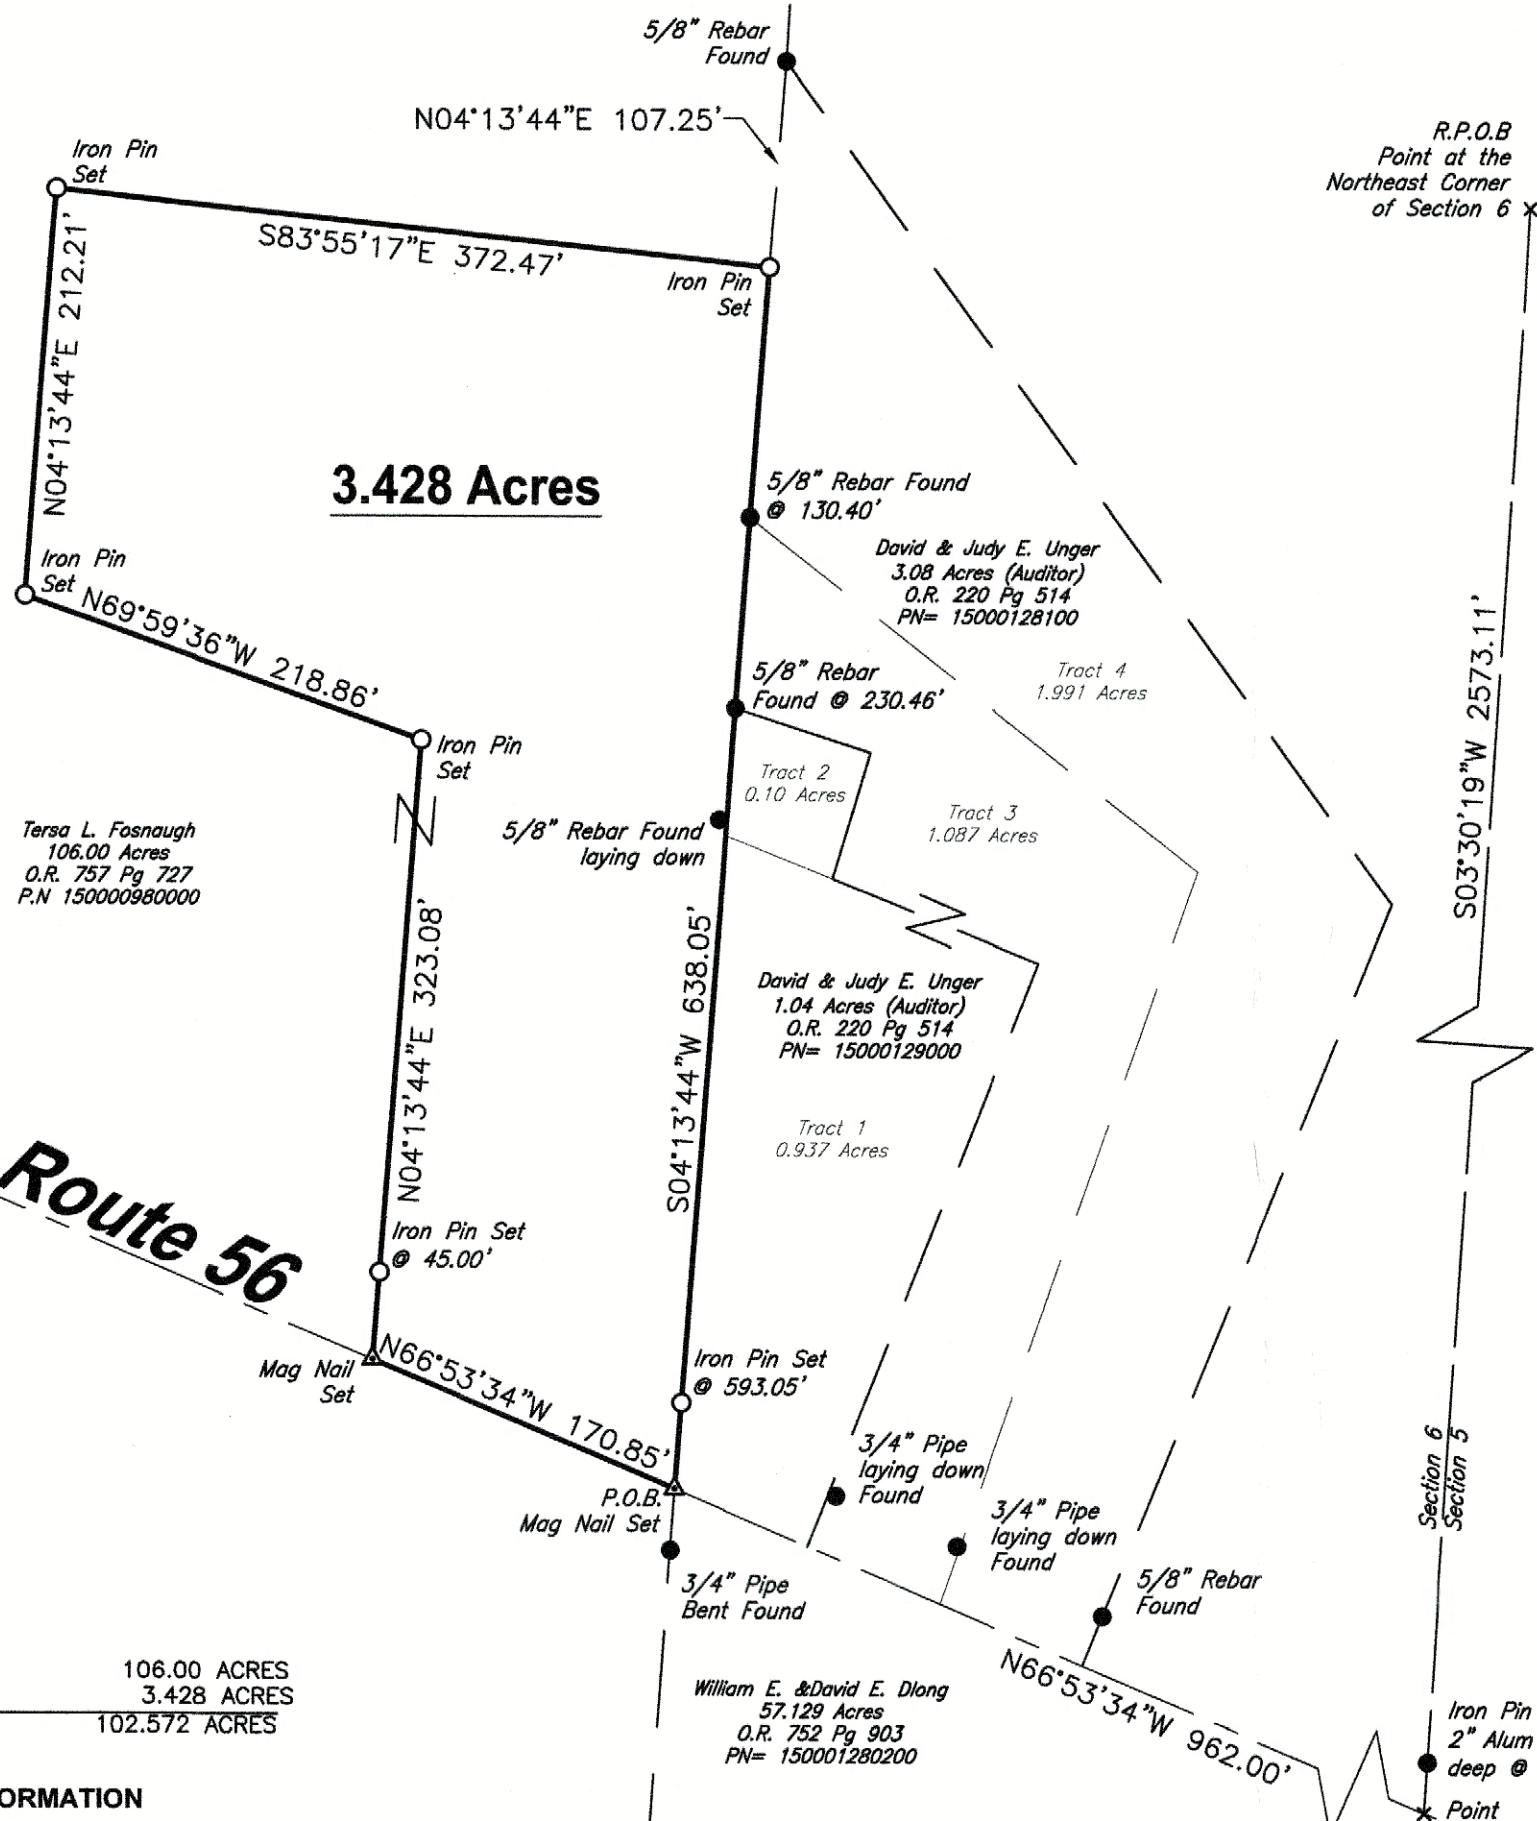 5/8" Rebar
Found
N04°13'44"E 107.25'
R.P.O.B
Point at the
Northeast Corner
of Section 6
Iron Pin
Set
S83°55'17"E 372.47'
Iron Pin
Set
N04°13'44"E 212.21'
3.428 Acres
5/8" Rebar Found
@ 130.40'
David & Judy E. Unger
3.08 Acres (Auditor)
O.R. 220 Pg 514
PN= 15000128100
Iron Pin
Set
N69°59'36"W 218.86'
5/8" Rebar
Found @ 230.46'
Tract 4
1.991 Acres
S03°30'19"W 2573.11'
Iron Pin
Set
Tract 2
0.10 Acres
Tract 3
1.087 Acres
5/8" Rebar Found
laying down
Tersa L. Fosnaugh
106.00 Acres
O.R. 757 Pg 727
P.N 150000980000
N04°13'44"E 323.08'
S04°13'44"W 638.05'
David & Judy E. Unger
1.04 Acres (Auditor)
O.R. 220 Pg 514
PN= 15000129000
Tract 1
0.937 Acres
Route 56
Iron Pin Set
@ 45.00'
Mag Nail
Set
N66°53'34"W 170.85'
Iron Pin Set
@ 593.05'
P.O.B.
Mag Nail Set
3/4" Pipe
laying down
Found
3/4" Pipe
laying down
Found
5/8" Rebar
Found
Section 6
Section 5
3/4" Pipe
Bent Found
106.00 ACRES
3.428 ACRES
102.572 ACRES
William E. &David E. Dlong
57.129 Acres
O.R. 752 Pg 903
PN= 150001280200
N66°53'34"W 962.00'
Iron Pin
2" Alum
deep @
Point
ORMATION